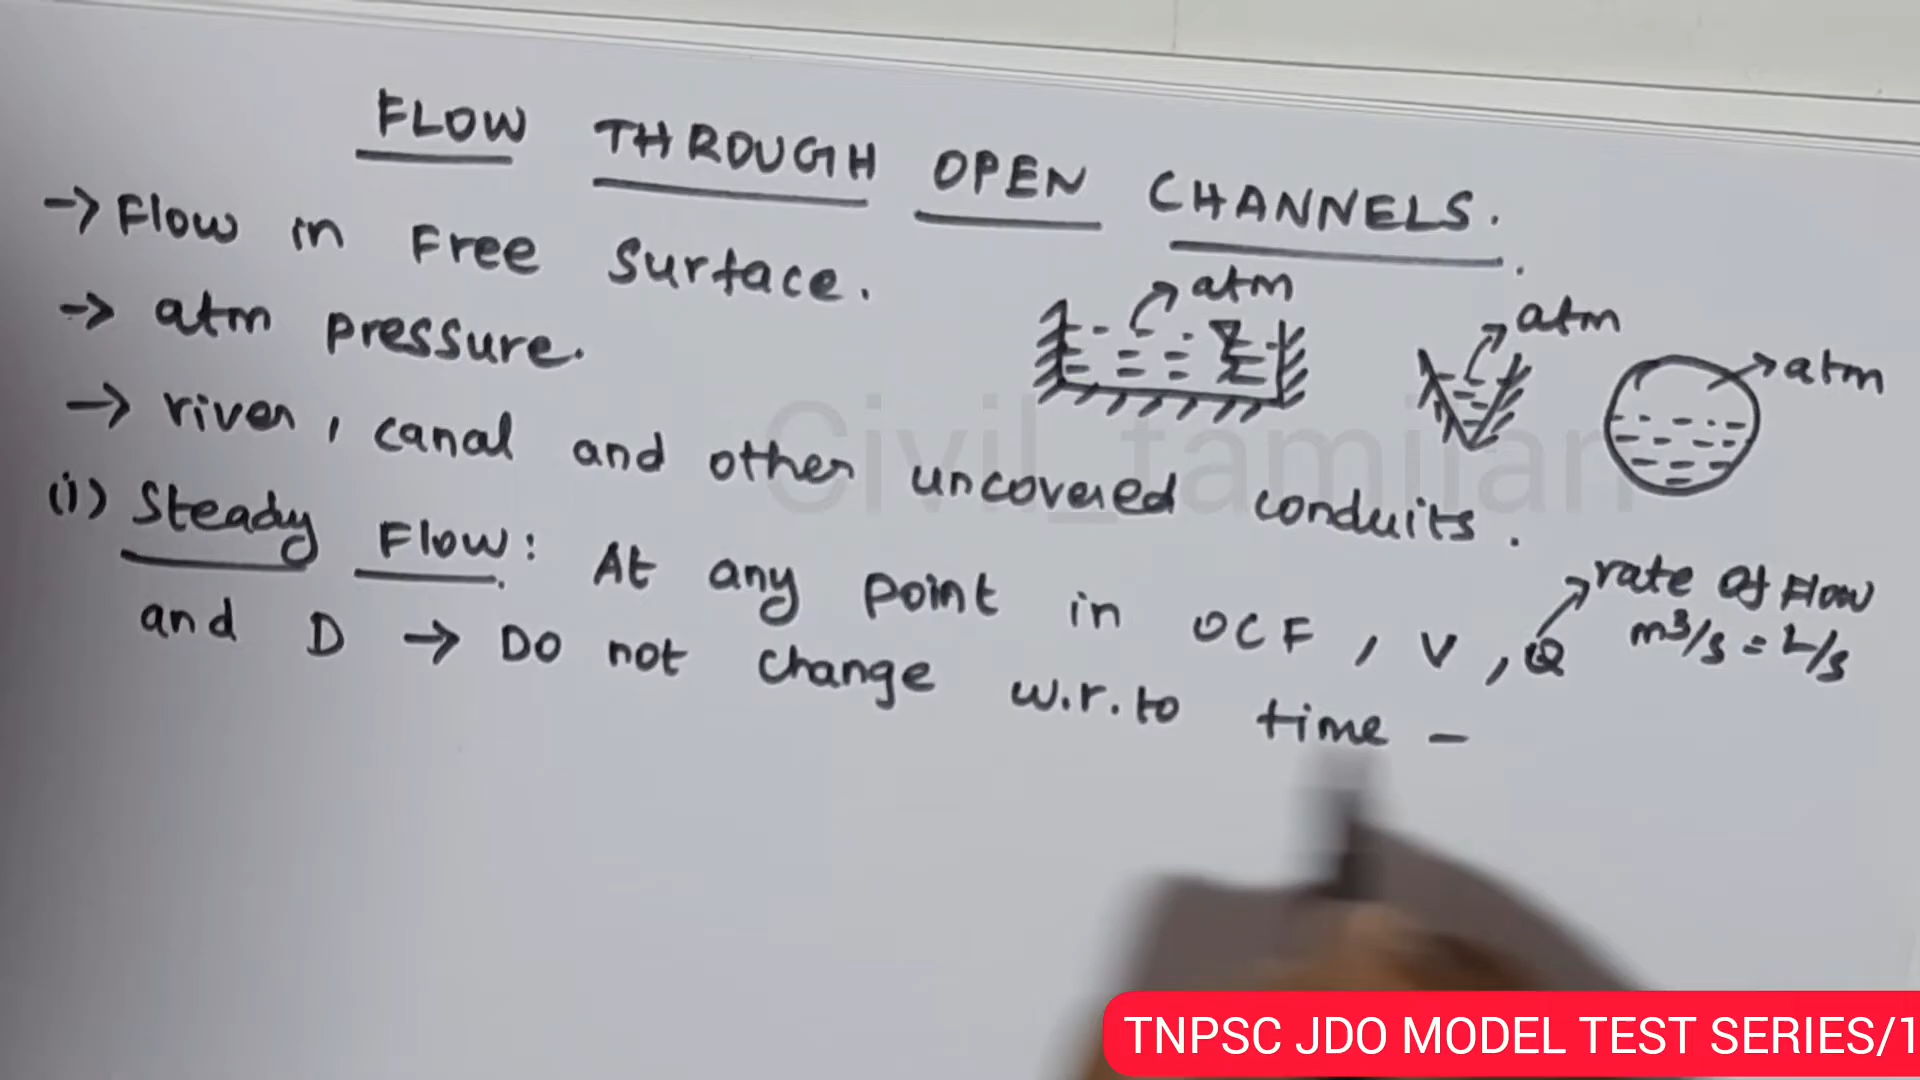 FLOW THROUGH OPEN CHANNELS.
→ Flow in Free Surface.
→ atm pressure.
→ river, canal and other uncovered conduits.
atm
atm
atm
(i) Steady Flow: At any point in OCF, V, Q
rate Of Flow
m³/s = L/s
and D → Do not change w.r.to time -
Civil_tamilan
TNPSC JDO MODEL TEST SERIES/1